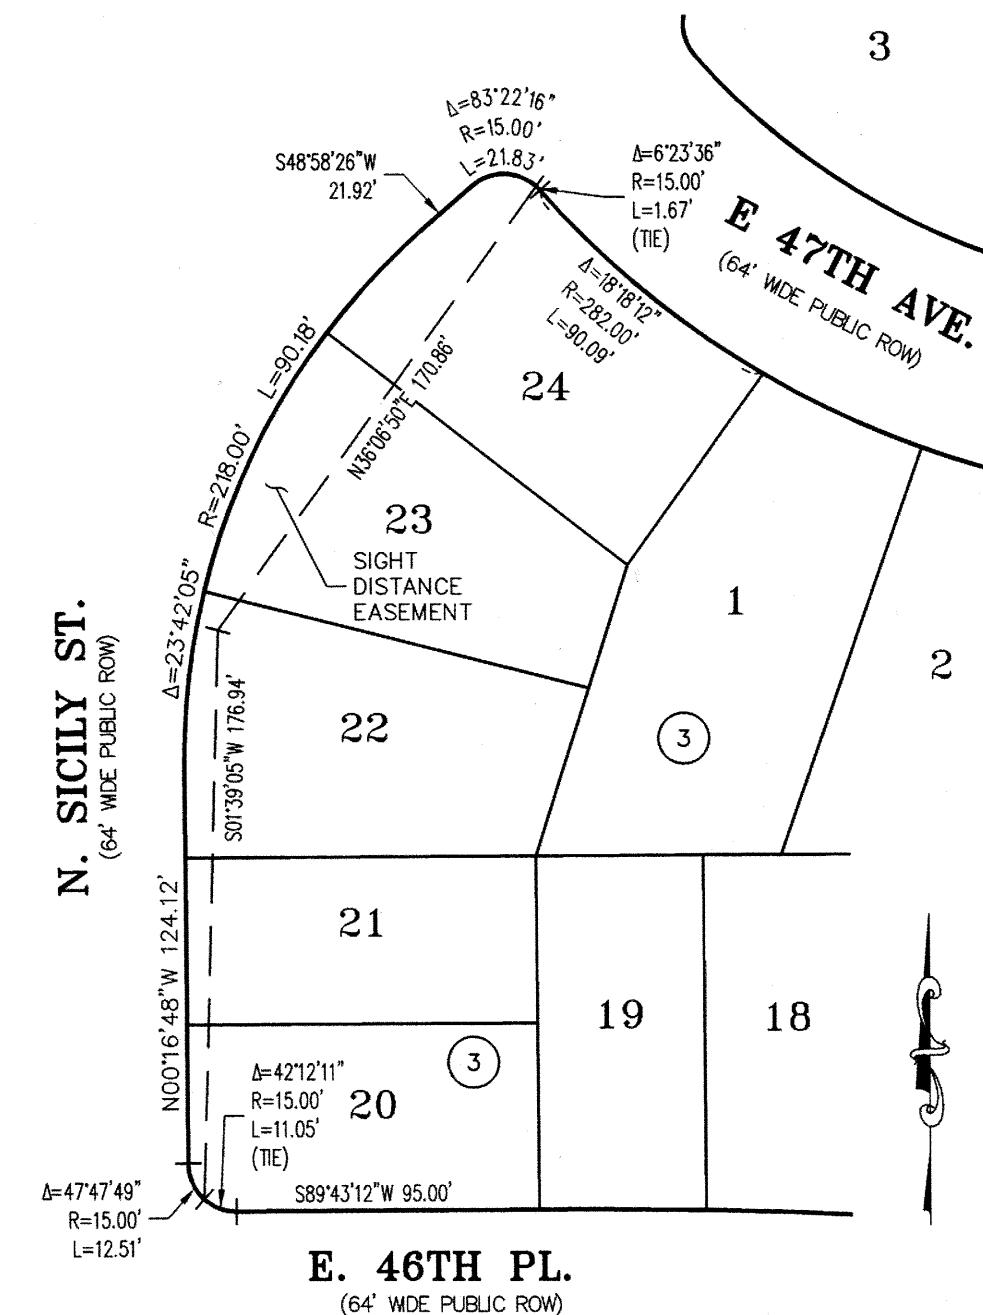 3
Δ=83°22'16"
R=15.00'
L=21.83'
S48°58'26"W
21.92'
Δ=6°23'36"
R=15.00'
L=1.67'
(TIE)
E 47TH AVE.
(64' WIDE PUBLIC ROW)
Δ=18°18'12"
R=282.00'
L=90.09'
L=90.18'
R=218.00'
Δ=23°42'05"
N36°06'50"E 170.86'
24
23
SIGHT
DISTANCE
EASEMENT
1
2
N. SICILY ST.
(64' WIDE PUBLIC ROW)
S01°39'05"W 176.94'
22
3
21
N00°16'48"W 124.12'
19
18
3
Δ=42°12'11"
R=15.00'
L=11.05'
(TIE)
20
Δ=47°47'49"
R=15.00'
L=12.51'
S89°43'12"W 95.00'
E. 46TH PL.
(64' WIDE PUBLIC ROW)